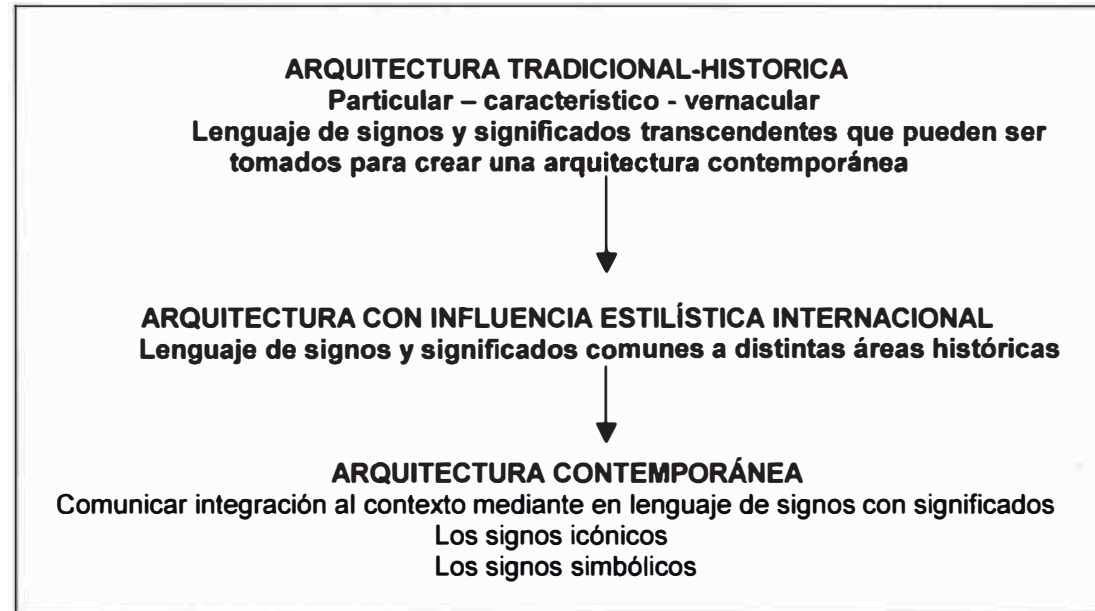 ARQUITECTURA TRADICIONAL-HISTORICA
Particular – característico - vernacular
Lenguaje de signos y significados transcendentes que pueden ser
tomados para crear una arquitectura contemporánea
ARQUITECTURA CON INFLUENCIA ESTILÍSTICA INTERNACIONAL
Lenguaje de signos y significados comunes a distintas áreas históricas
ARQUITECTURA CONTEMPORÁNEA
Comunicar integración al contexto mediante en lenguaje de signos con significados
Los signos icónicos
Los signos simbólicos